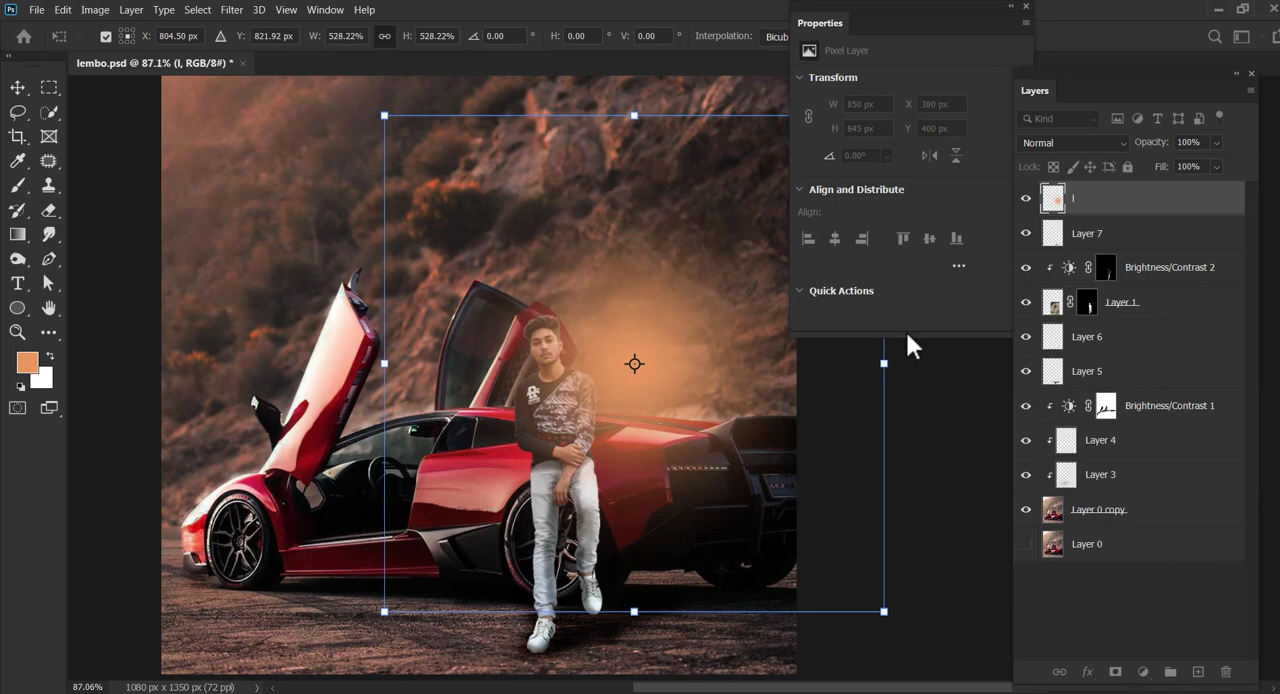 Ps File Edit Image Layer Type Select Filter 3D View Window Help
X: 804.50 px Y: 821.92 px W: 528.22% H: 528.22% 0.00 ° H: 0.00 ° V: 0.00 ° Interpolation: Bicub
lembo.psd @ 87.1% (l, RGB/8#) *
Properties
Pixel Layer
Transform
W 850 px X 380 px
H 845 px Y 400 px
0.00°
Align and Distribute
Align:
Quick Actions
Layers
Kind
Normal Opacity: 100%
Lock: Fill: 100%
l
Layer 7
Brightness/Contrast 2
Layer 1
Layer 6
Layer 5
Brightness/Contrast 1
Layer 4
Layer 3
Layer 0 copy
Layer 0
fx
87.06% 1080 px x 1350 px (72 ppi)